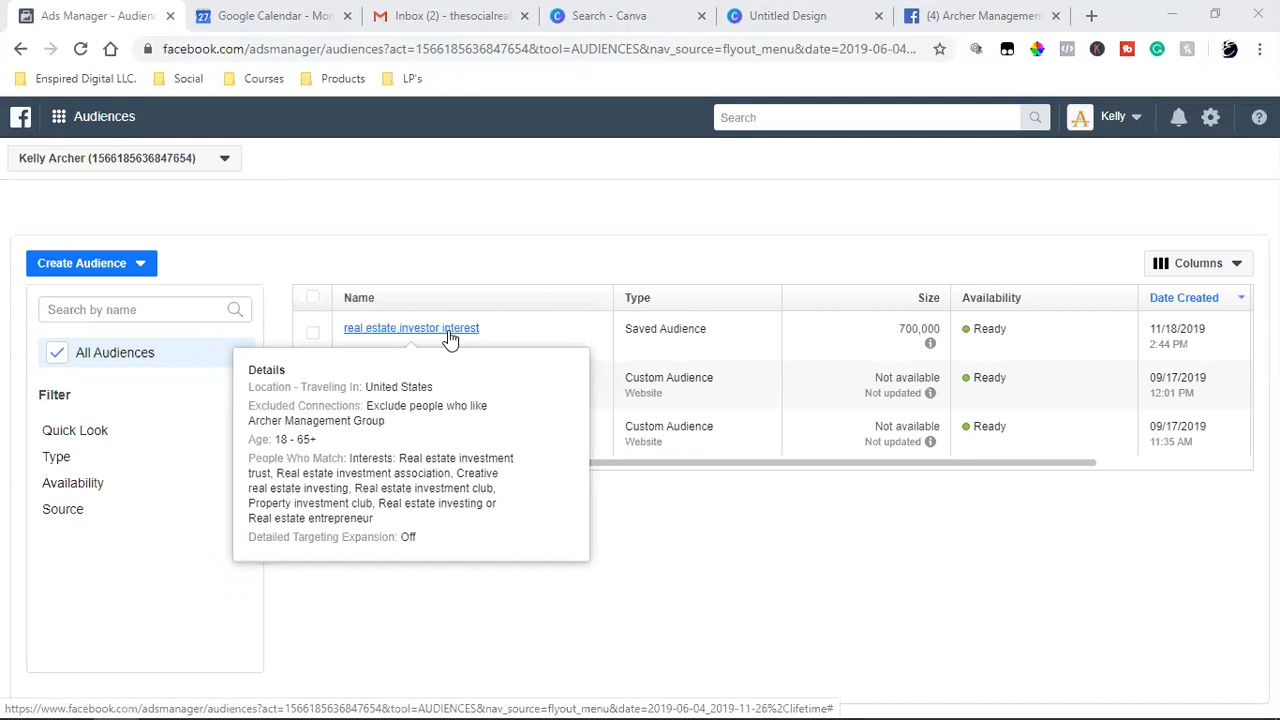 Ads Manager - Audienc
Google Calendar - Mor
Inbox (2) - thesocialrea
Search - Canva
Untitled Design
(4) Archer Management
facebook.com/adsmanager/audiences?act=1566185636847654&tool=AUDIENCES&nav_source=flyout_menu&date=2019-06-04...
Enspired Digital LLC.
Social
Courses
Products
LP's
Audiences
Search
Kelly
Kelly Archer (1566185636847654)
Create Audience
Columns
Search by name
All Audiences
Filter
Quick Look
Type
Availability
Source
Name
Type
Size
Availability
Date Created
real estate investor interest
Saved Audience
700,000
Ready
11/18/2019
2:44 PM
Custom Audience
Website
Not available
Not updated
Ready
09/17/2019
12:01 PM
Custom Audience
Website
Not available
Not updated
Ready
09/17/2019
11:35 AM
Details
Location - Traveling In: United States
Excluded Connections: Exclude people who like
Archer Management Group
Age: 18 - 65+
People Who Match: Interests: Real estate investment
trust, Real estate investment association, Creative
real estate investing, Real estate investment club,
Property investment club, Real estate investing or
Real estate entrepreneur
Detailed Targeting Expansion: Off
https://www.facebook.com/adsmanager/audiences?act=1566185636847654&tool=AUDIENCES&nav_source=flyout_menu&date=2019-06-04_2019-11-26%2Clifetime#